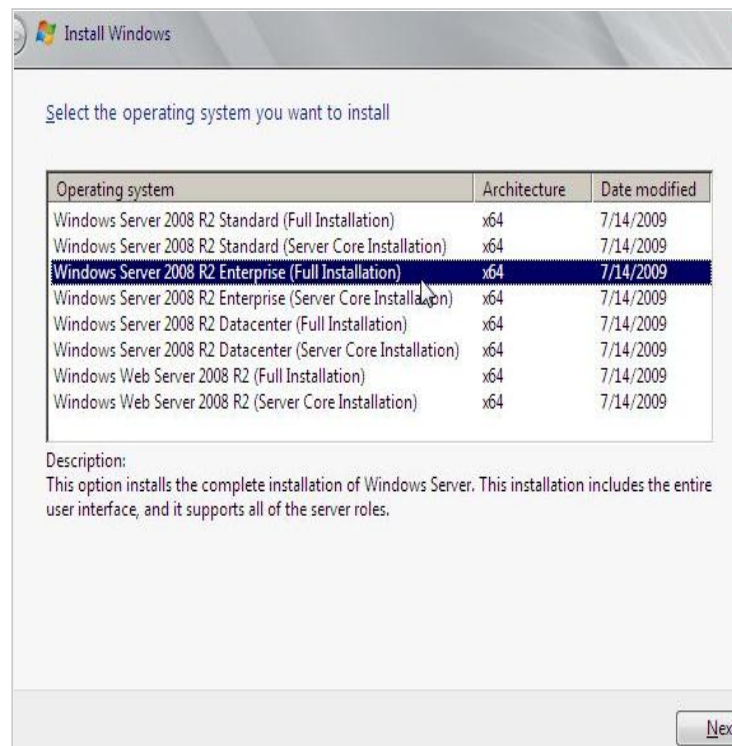 Install Windows
Select the operating system you want to install
Operating system Architecture Date modified
Windows Server 2008 R2 Standard (Full Installation) x64 7/14/2009
Windows Server 2008 R2 Standard (Server Core Installation) x64 7/14/2009
Windows Server 2008 R2 Enterprise (Full Installation) x64 7/14/2009
Windows Server 2008 R2 Enterprise (Server Core Installation) x64 7/14/2009
Windows Server 2008 R2 Datacenter (Full Installation) x64 7/14/2009
Windows Server 2008 R2 Datacenter (Server Core Installation) x64 7/14/2009
Windows Web Server 2008 R2 (Full Installation) x64 7/14/2009
Windows Web Server 2008 R2 (Server Core Installation) x64 7/14/2009
Description:
This option installs the complete installation of Windows Server. This installation includes the entire
user interface, and it supports all of the server roles.
Nex